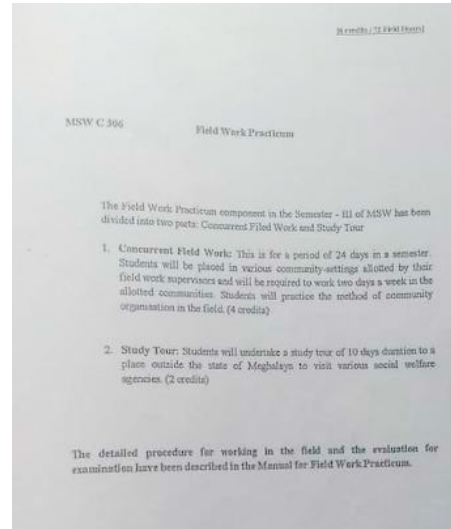 MSW C 306
Field Work Practicum
The Field Work Practicum component in the Semester - III of MSW has been
divided into two parts: Concurrent Filed Work and Study Tour
1. Concurrent Field Work: This is for a period of 24 days in a semester.
Students will be placed in various community-settings allotted by their
field work supervisors and will be required to work two days a week in the
allotted communities. Students will practice the method of community
organisation in the field. (4 credits)
2. Study Tour: Students will undertake a study tour of 10 days duration to a
place outside the state of Meghalaya to visit various social welfare
agencies. (2 credits)
The detailed procedure for working in the field and the evaluation for
examination have been described in the Manual for Field Work Practicum.